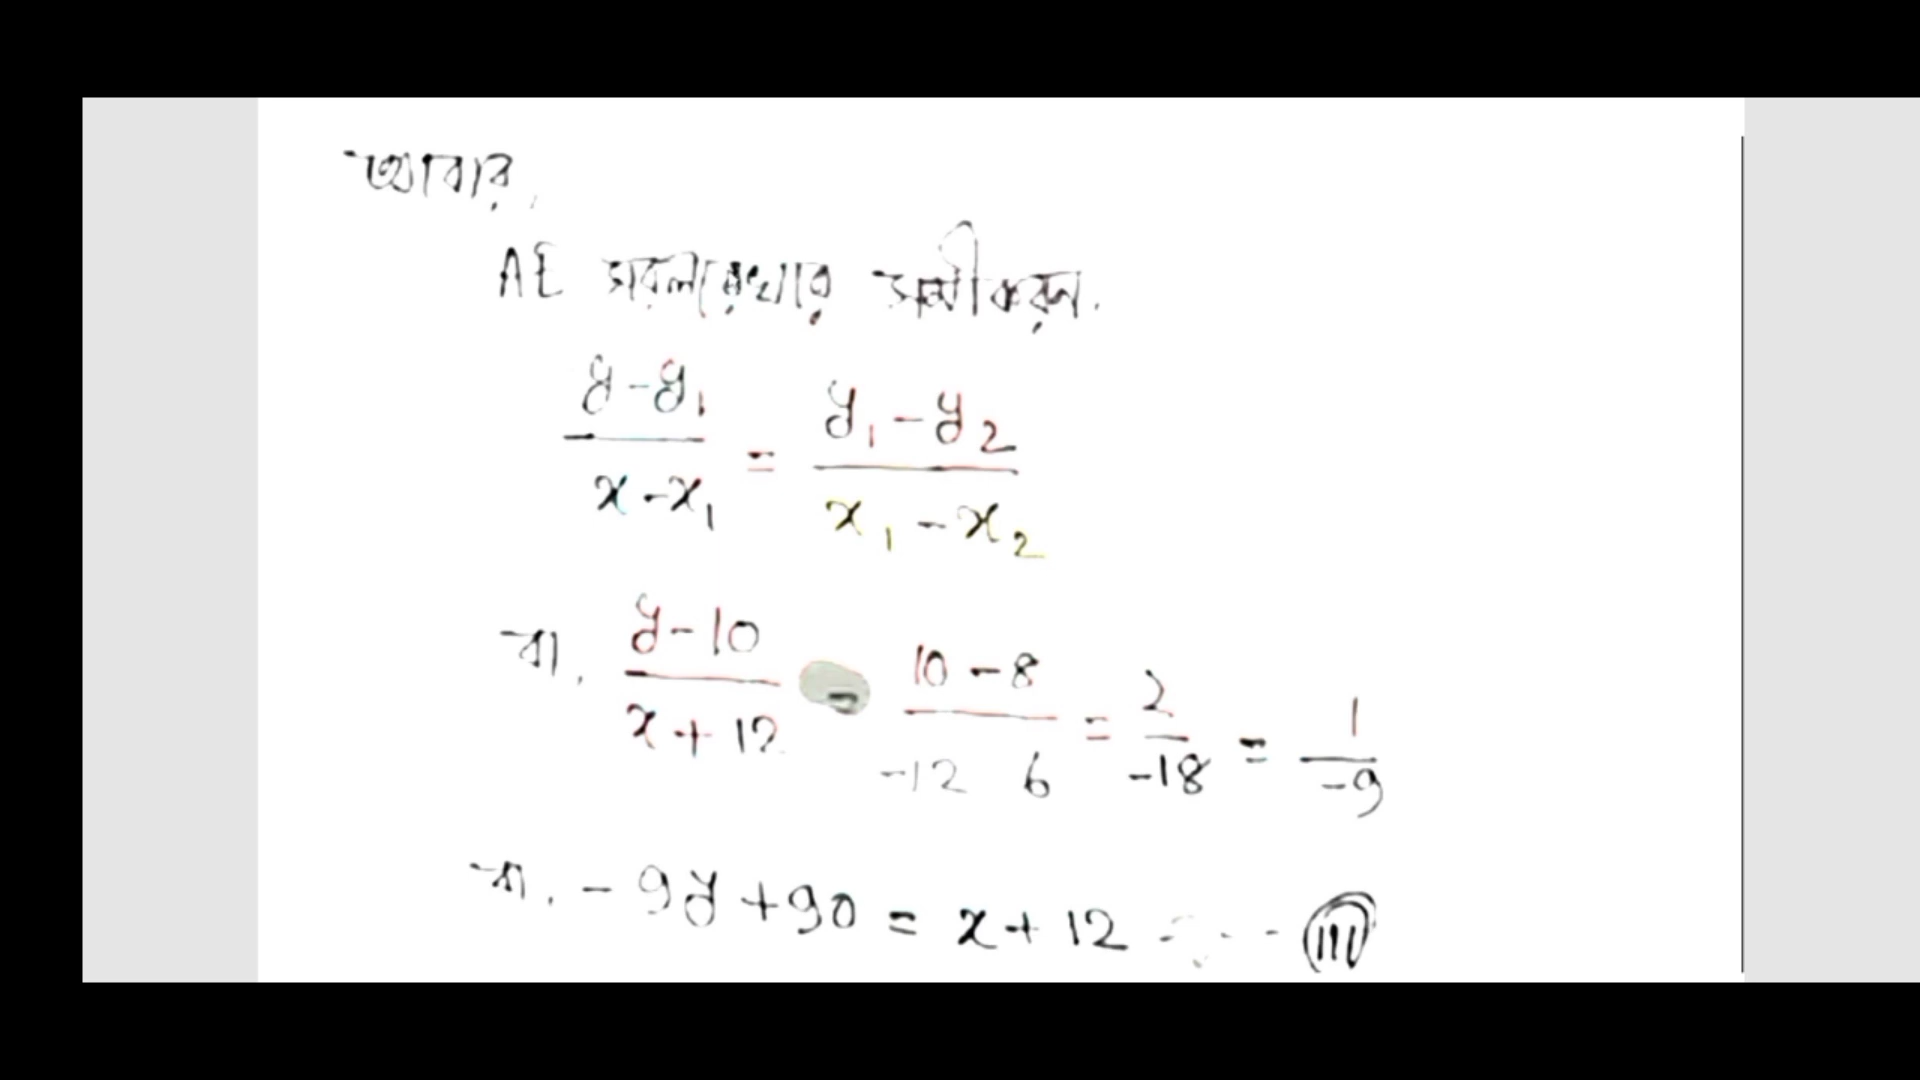 আবার,
AE সরলরেখার সমীকরণ.
y-y₁ / x-x₁ = y₁-y₂ / x₁-x₂
বা, y-10 / x+12 = 10-8 / -12 6 = 2 / -18 = 1 / -9
বা, -9y+90 = x+12 --- (iii)